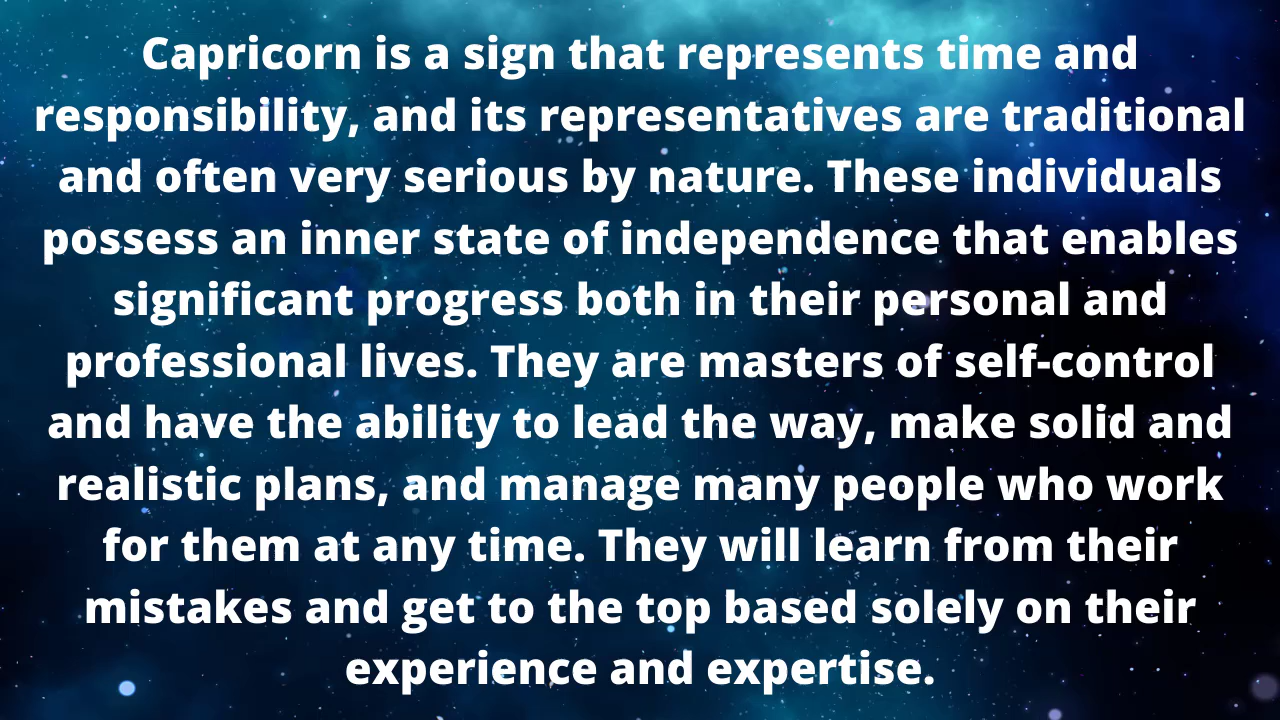 Capricorn is a sign that represents time and
responsibility, and its representatives are traditional
and often very serious by nature. These individuals
possess an inner state of independence that enables
significant progress both in their personal and
professional lives. They are masters of self-control
and have the ability to lead the way, make solid and
realistic plans, and manage many people who work
for them at any time. They will learn from their
mistakes and get to the top based solely on their
experience and expertise.